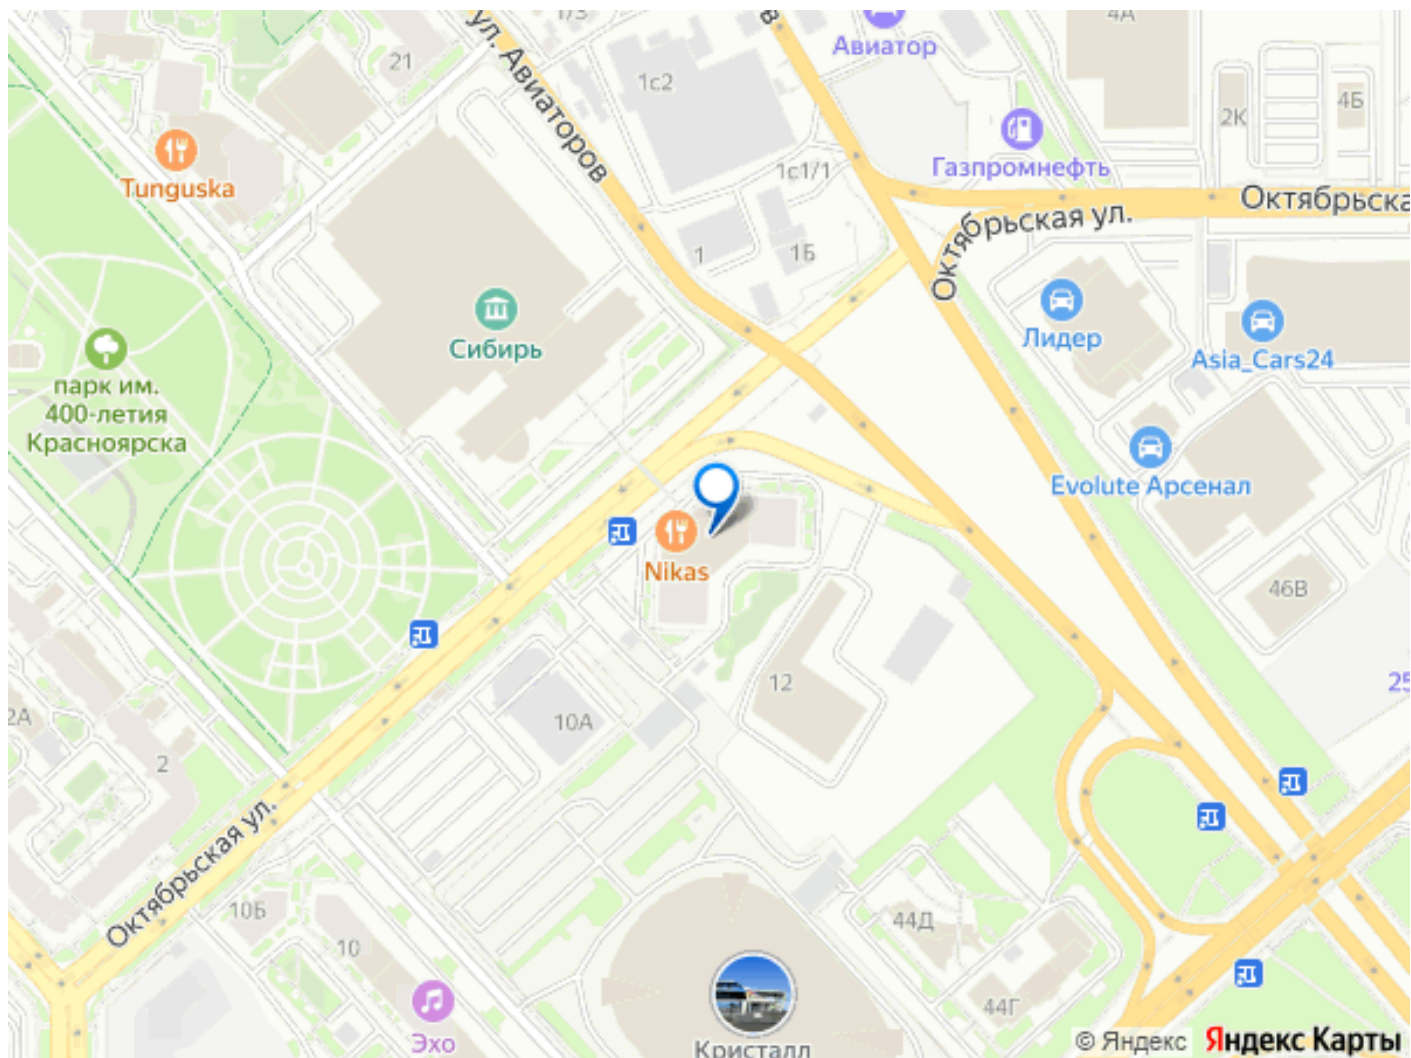 1/3
в
4А
Авиатор
21
ул. Авиаторов
1с2
4Б
2К
Газпромнефть
1с1/1
Tunguska
Октябрьска
Октябрьская ул.
1
1Б
Сибирь
Лидер
Asia_Cars24
парк им.
400-летия
Красноярска
Evolute Арсенал
Nikas
46В
12
25
2А
10А
2
Октябрьская ул.
10Б
10
44Д
44Г
Эхо
Кристалл
© Яндекс Яндекс Карты